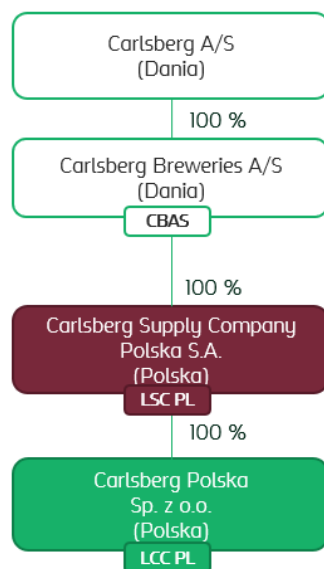 Carlsberg A/S
(Dania)
100 %
Carlsberg Breweries A/S
(Dania)
CBAS
100 %
Carlsberg Supply Company
Polska S.A.
(Polska)
LSC PL
100 %
Carlsberg Polska
Sp. z o.o.
(Polska)
LCC PL